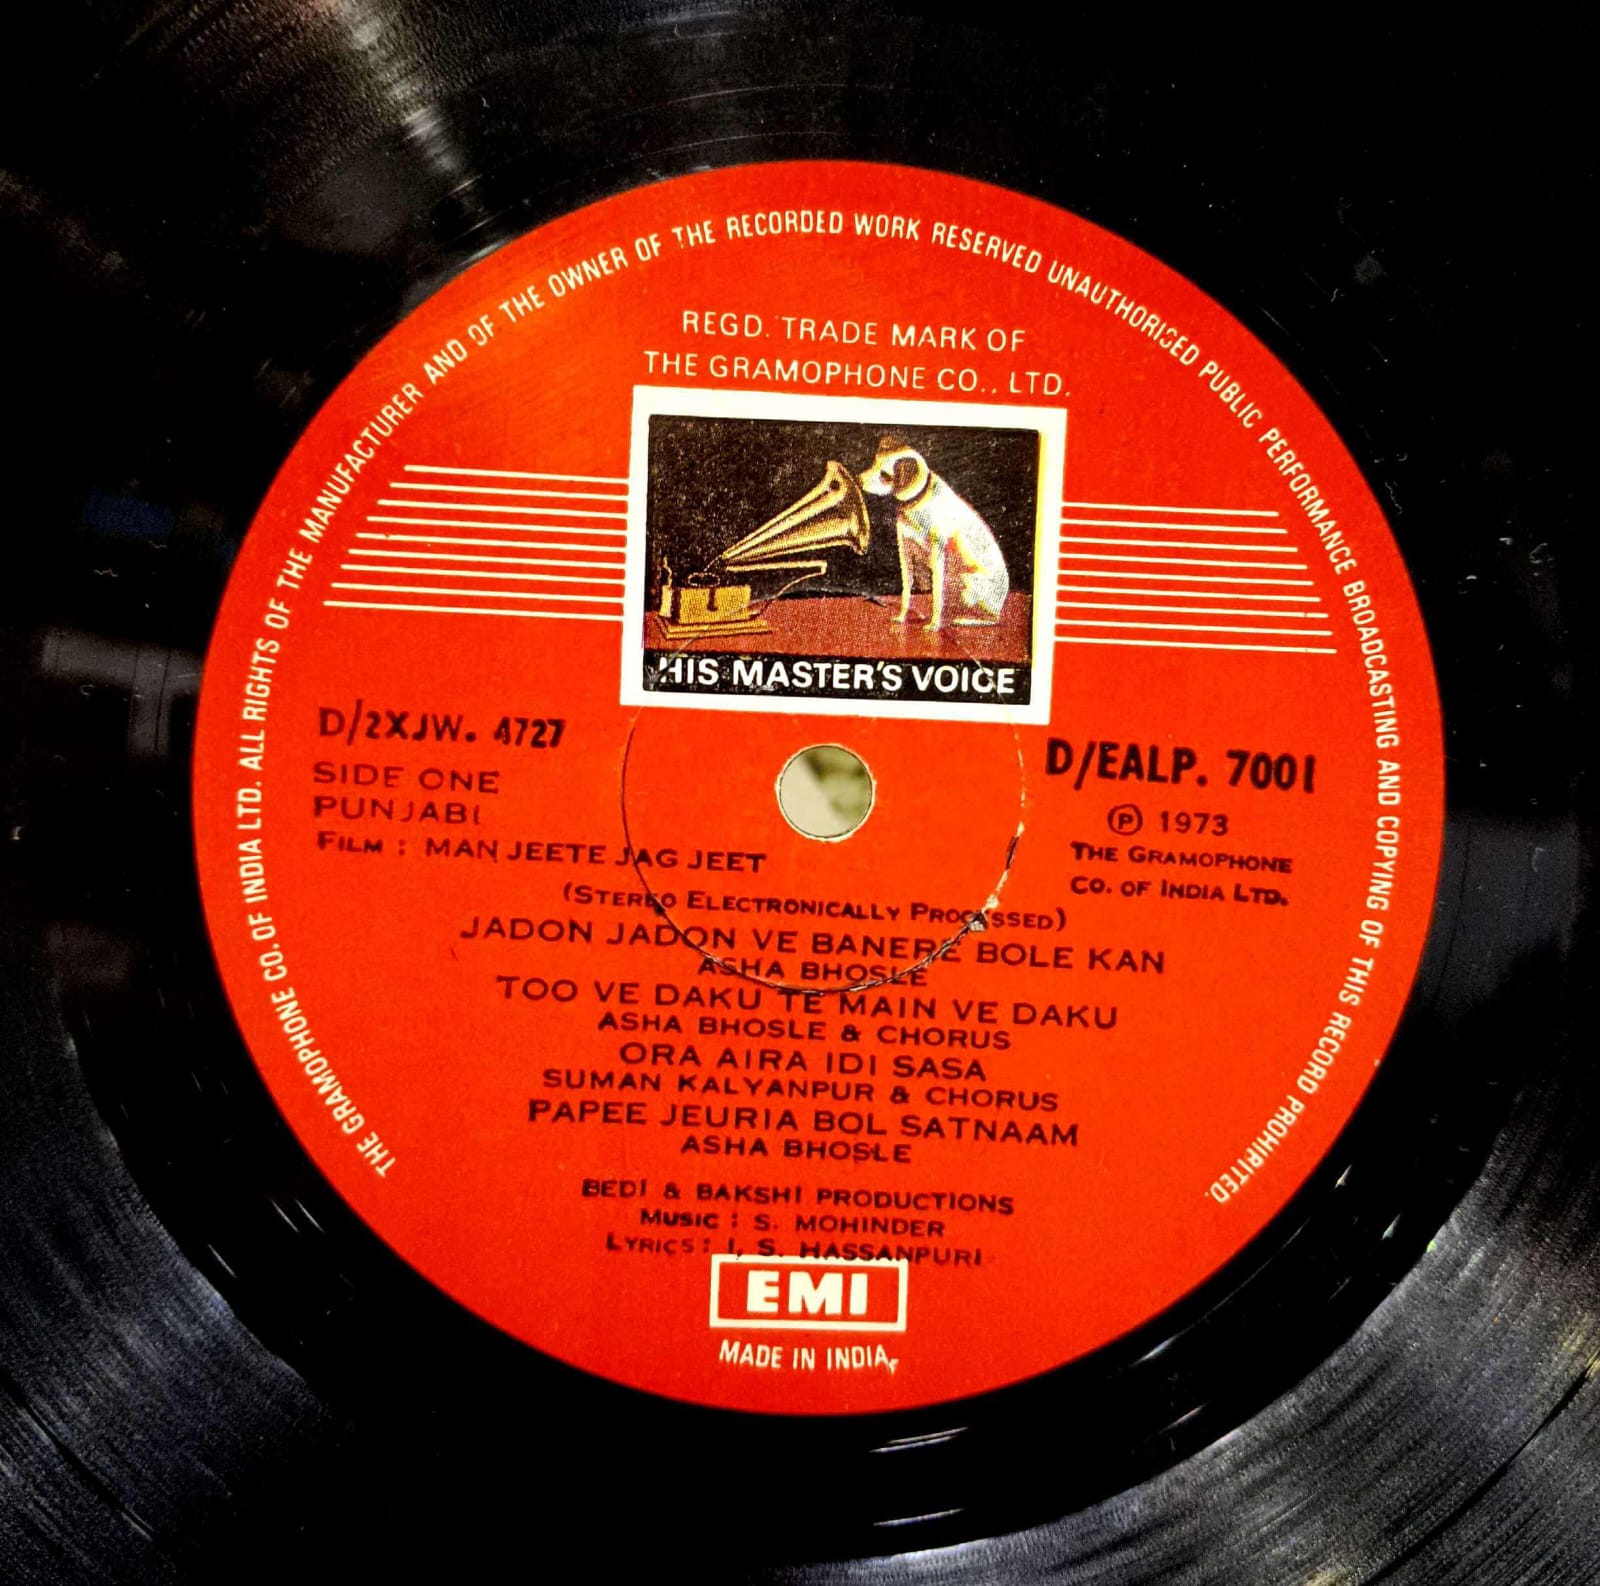 THE GRAMOPHONE CO. OF INDIA LTD. ALL RIGHTS OF THE MANUFACTURER AND OF THE OWNER OF THE RECORDED WORK RESERVED UNAUTHORISED PUBLIC PERFORMANCE BROADCASTING AND COPYING OF THIS RECORD PROHIBITED.
REGD. TRADE MARK OF
THE GRAMOPHONE CO., LTD.
HIS MASTER'S VOICE
D/2XJW. 4727
SIDE ONE
PUNJABI
FILM : MAN JEETE JAG JEET
D/EALP. 7001
℗ 1973
THE GRAMOPHONE
CO. OF INDIA LTD.
(STEREO ELECTRONICALLY PROCESSED)
JADON JADON VE BANERE BOLE KAN
ASHA BHOSLE
TOO VE DAKU TE MAIN VE DAKU
ASHA BHOSLE & CHORUS
ORA AIRA IDI SASA
SUMAN KALYANPUR & CHORUS
PAPEE JEURIA BOL SATNAAM
ASHA BHOSLE
BEDI & BAKSHI PRODUCTIONS
MUSIC : S. MOHINDER
LYRICS : I. S. HASSANPURI
EMI
MADE IN INDIA